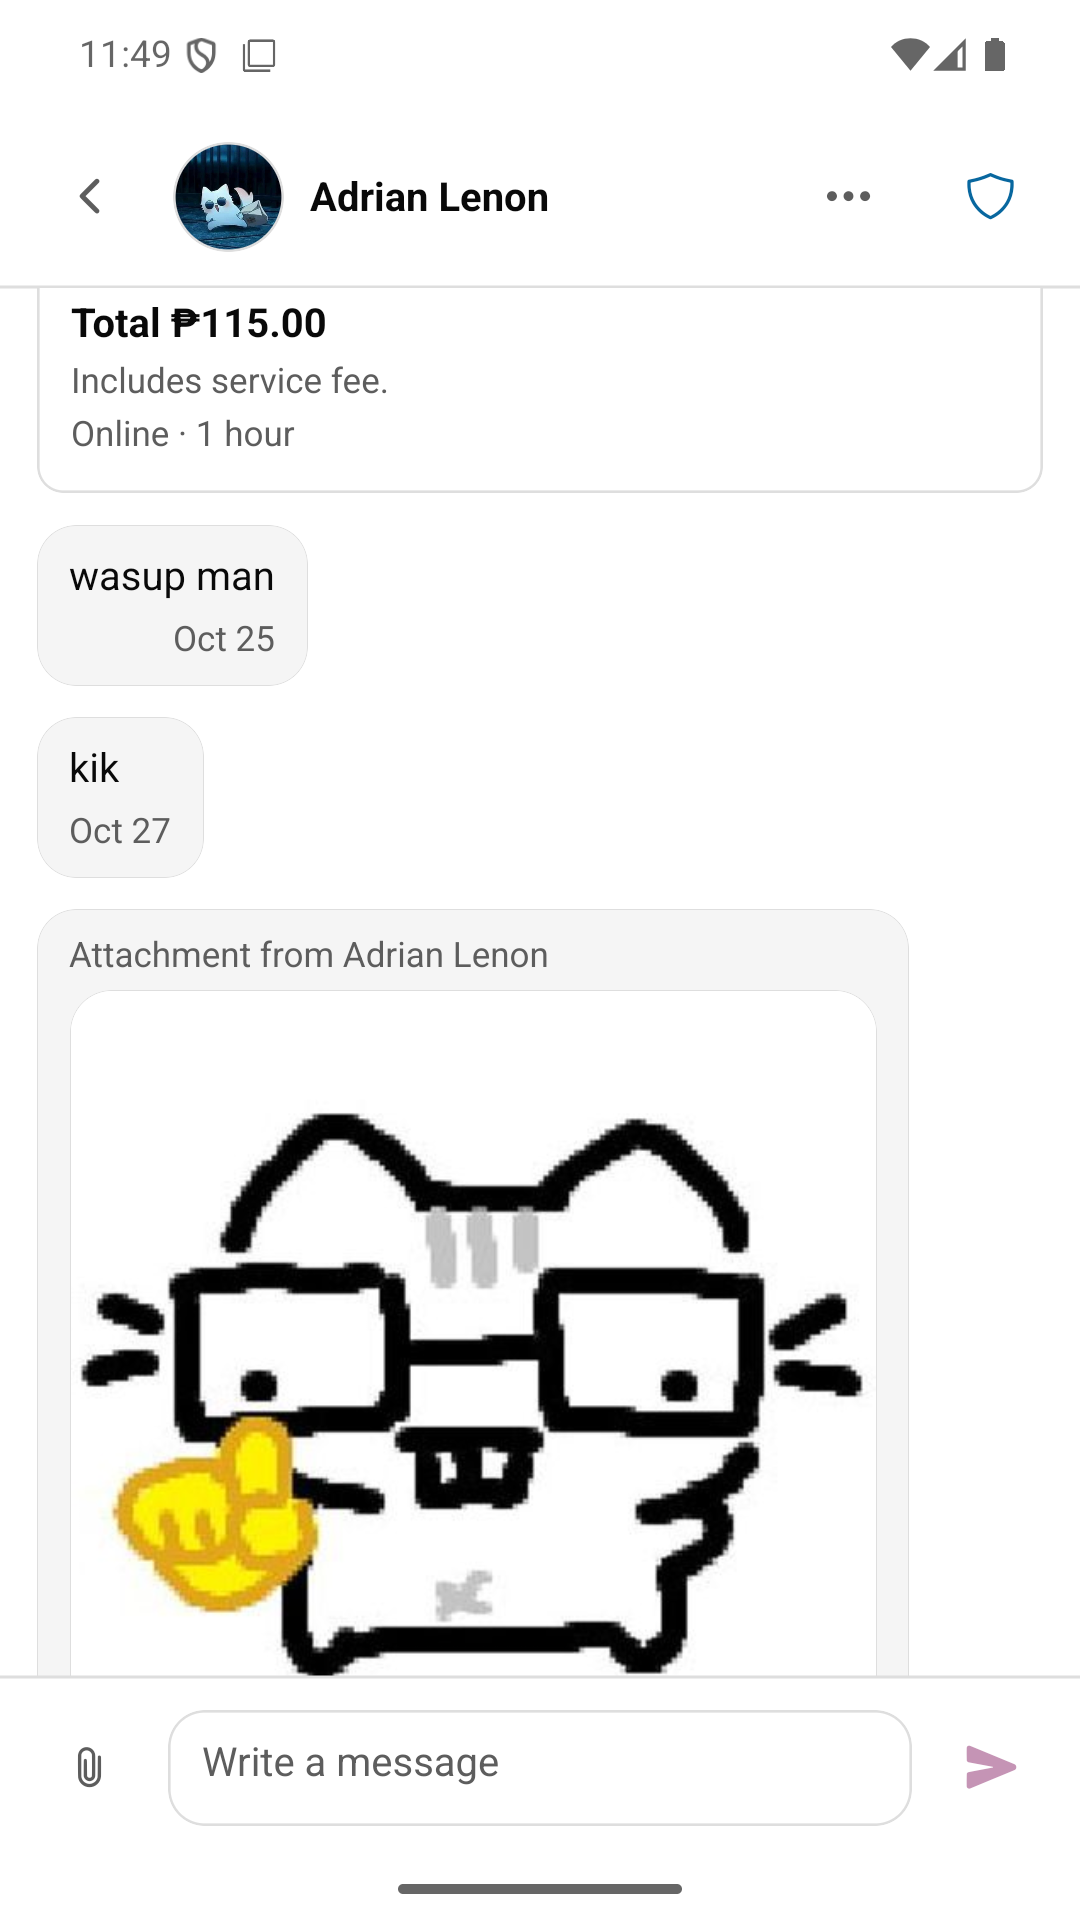 11:49
Adrian Lenon
Total ₱115.00
Includes service fee.
Online · 1 hour
wasup man
Oct 25
kik
Oct 27
Attachment from Adrian Lenon
Write a message